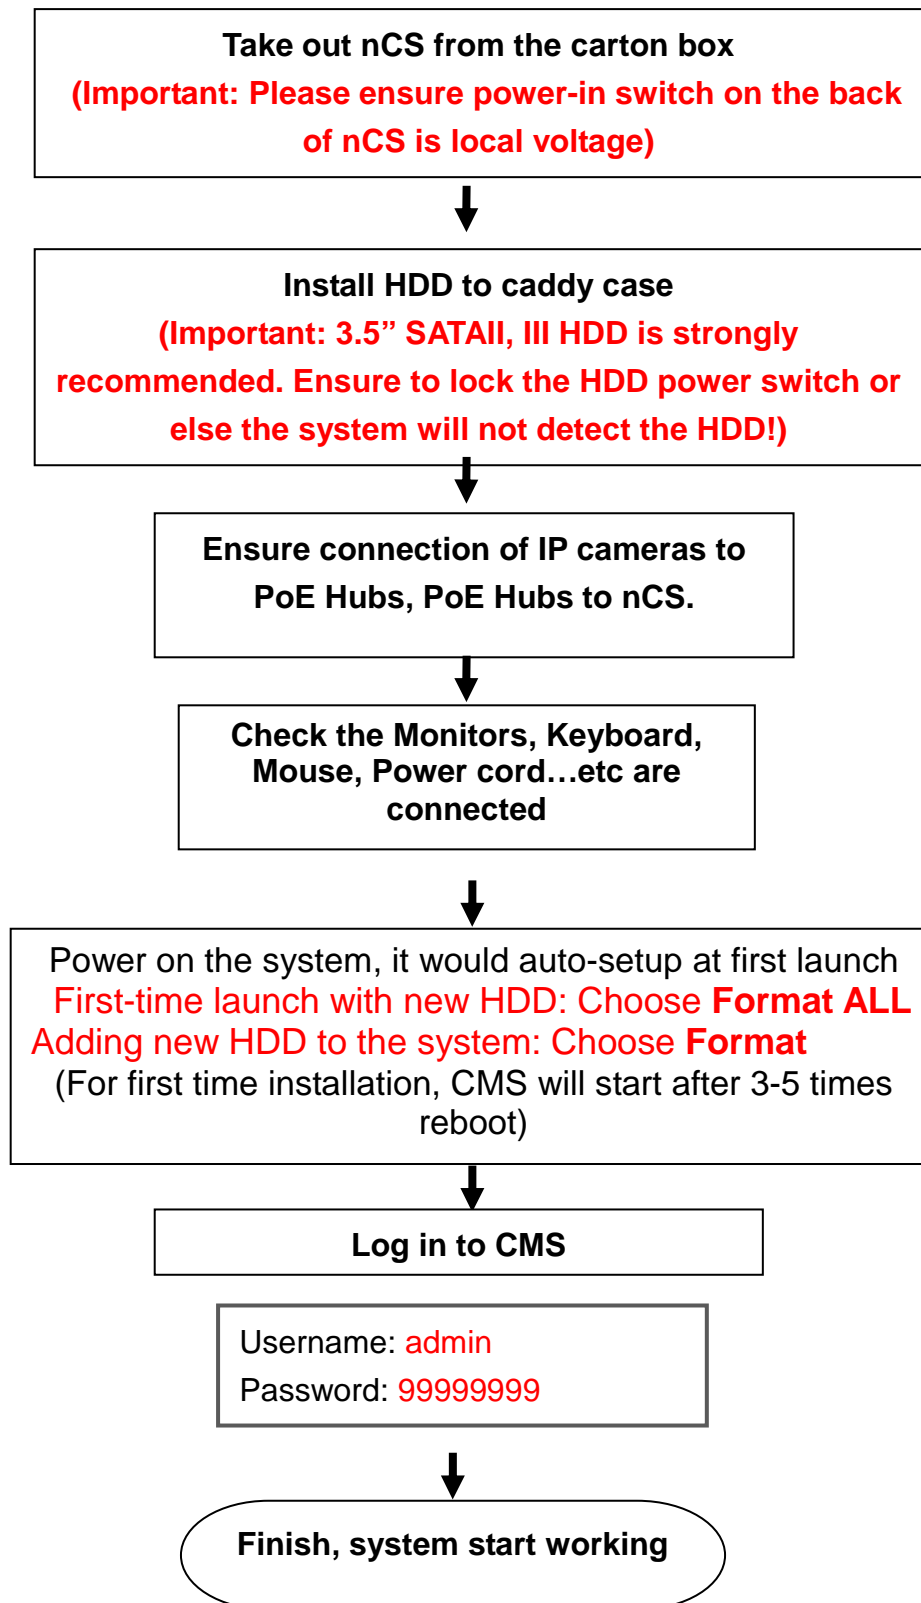 Take out nCS from the carton box
(Important: Please ensure power-in switch on the back
of nCS is local voltage)
Install HDD to caddy case
(Important: 3.5” SATAII, III HDD is strongly
recommended. Ensure to lock the HDD power switch or
else the system will not detect the HDD!)
Ensure connection of IP cameras to
PoE Hubs, PoE Hubs to nCS.
Check the Monitors, Keyboard,
Mouse, Power cord…etc are
connected
Power on the system, it would auto-setup at first launch
First-time launch with new HDD: Choose Format ALL
Adding new HDD to the system: Choose Format
(For first time installation, CMS will start after 3-5 times
reboot)
Log in to CMS
Username: admin
Password: 99999999
Finish, system start working